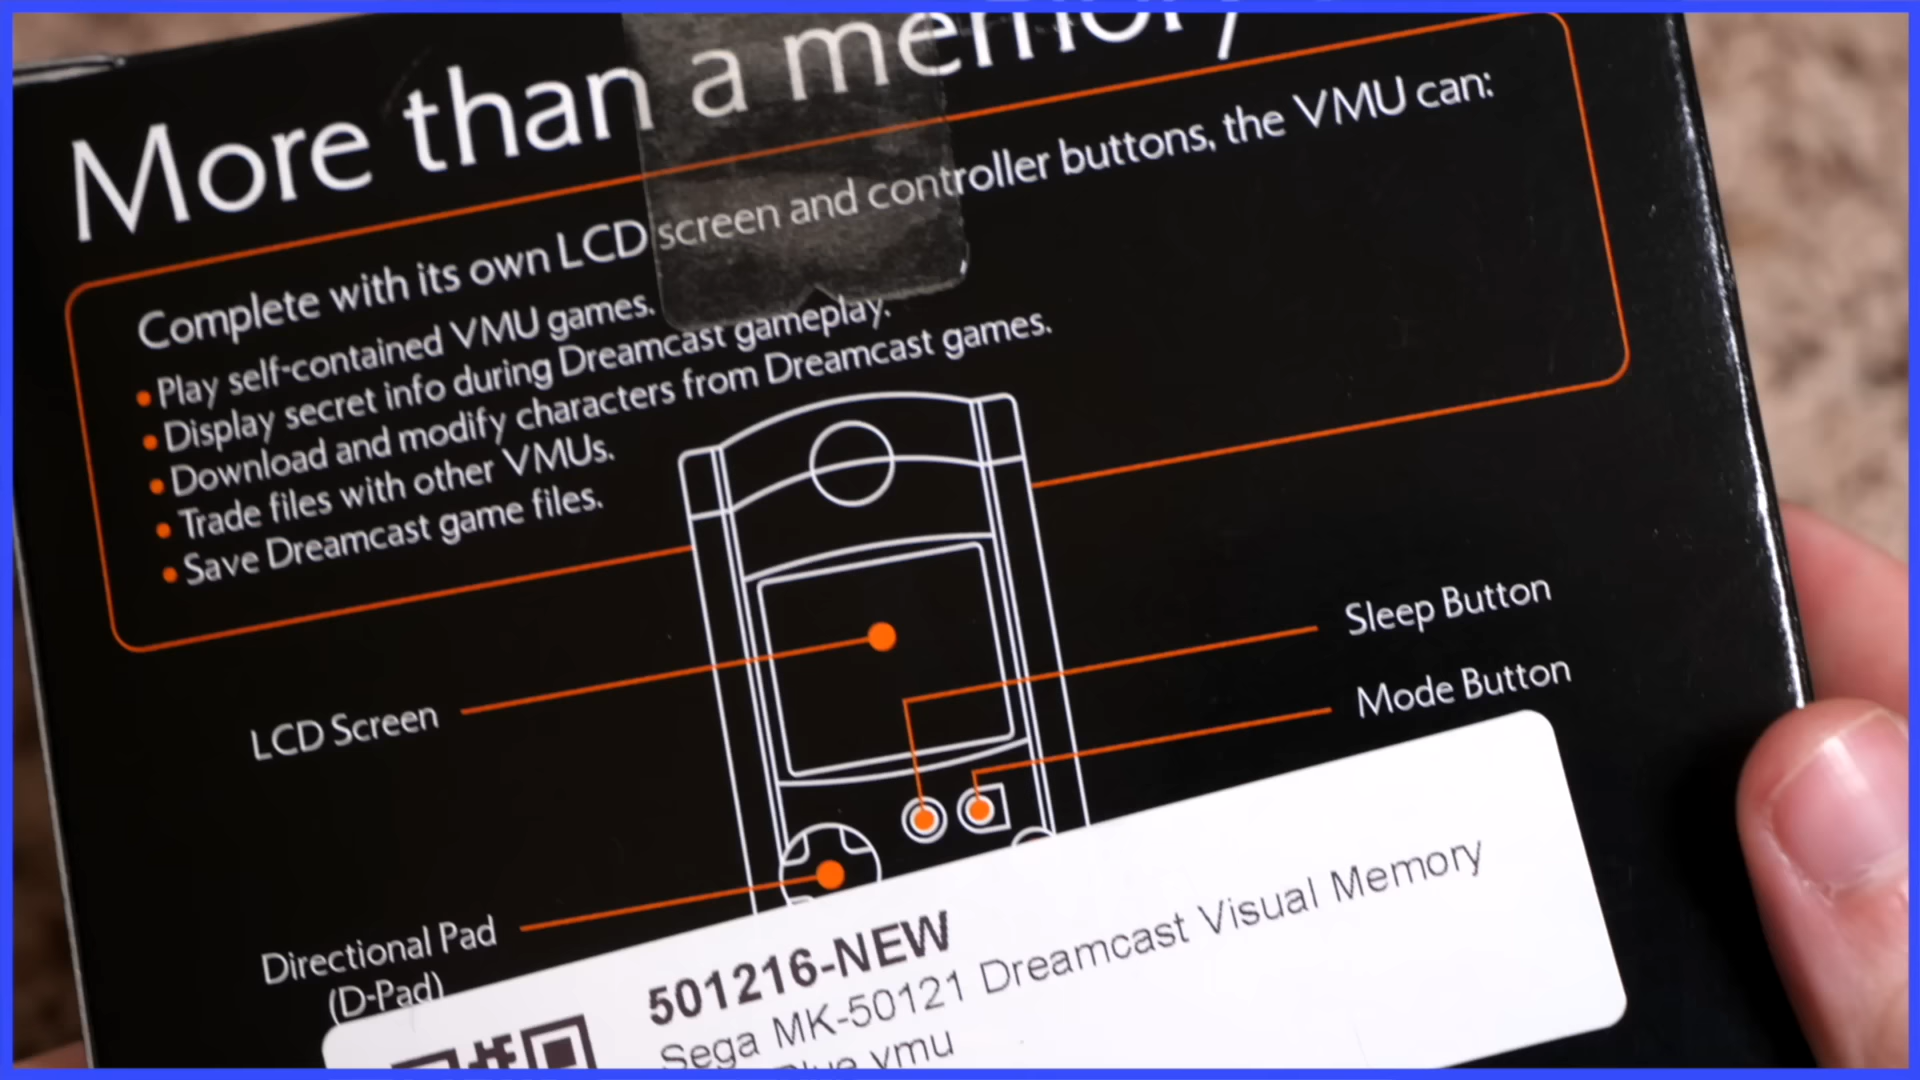 More than a memory
Complete with its own LCD screen and controller buttons, the VMU can:
• Play self-contained VMU games.
• Display secret info during Dreamcast gameplay.
• Download and modify characters from Dreamcast games.
• Trade files with other VMUs.
• Save Dreamcast game files.
Sleep Button
Mode Button
LCD Screen
Directional Pad
(D-Pad)
501216-NEW
Sega MK-50121 Dreamcast Visual Memory
Blue vmu